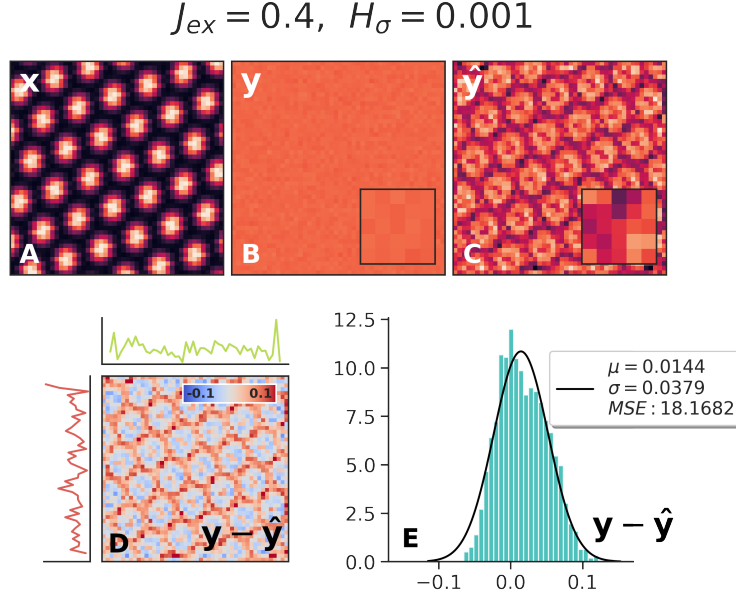 J_ex = 0.4, H_σ = 0.001
x
A
y
B
ŷ
C
-0.1 0.1
y − ŷ
D
12.5
10.0
7.5
5.0
2.5
0.0
−0.1 0.0 0.1
μ = 0.0144
σ = 0.0379
MSE : 18.1682
E
y − ŷ